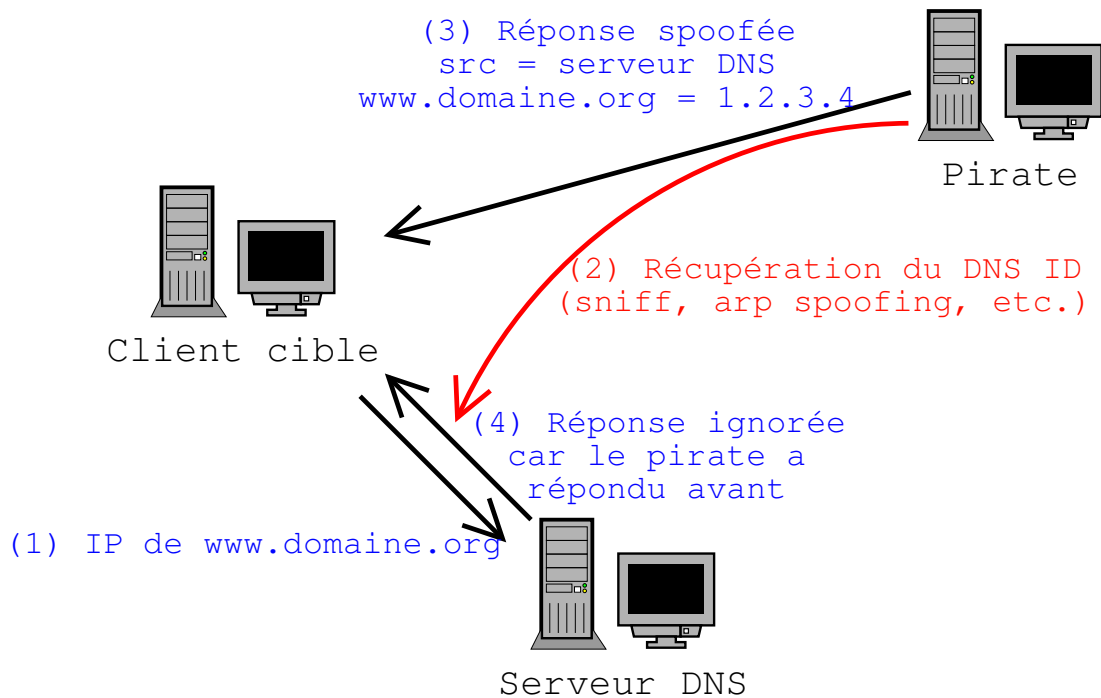 (3) Réponse spoofée
src = serveur DNS
www.domaine.org = 1.2.3.4
Pirate
(2) Récupération du DNS ID
(sniff, arp spoofing, etc.)
Client cible
(4) Réponse ignorée
car le pirate a
répondu avant
(1) IP de www.domaine.org
Serveur DNS